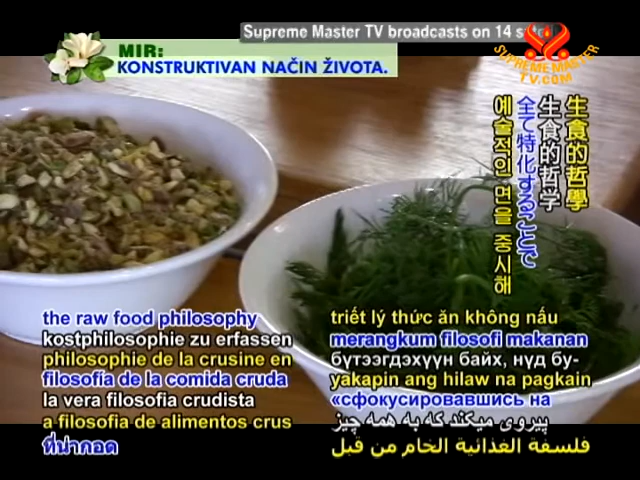 Supreme Master TV broadcasts on 14
MIR:
KONSTRUKTIVAN NAČIN ŽIVOTA.
SUPREME MASTER
TV.COM
生食的哲學
生食的哲学
全て特化することで
예술적인 면을 중시해
the raw food philosophy
kostphilosophie zu erfassen
philosophie de la crusine en
filosofía de la comida cruda
la vera filosofia crudista
a filosofia de alimentos crus
ที่น่ากอด
triết lý thức ăn không nấu
merangkum filosofi makanan
бүтээгдэхүүн байх, нүд бу-
yakapin ang hilaw na pagkain
«сфокусировавшись на
پیروی میکند که به همه چیز
فلسفة الغذائية الخام من قبل